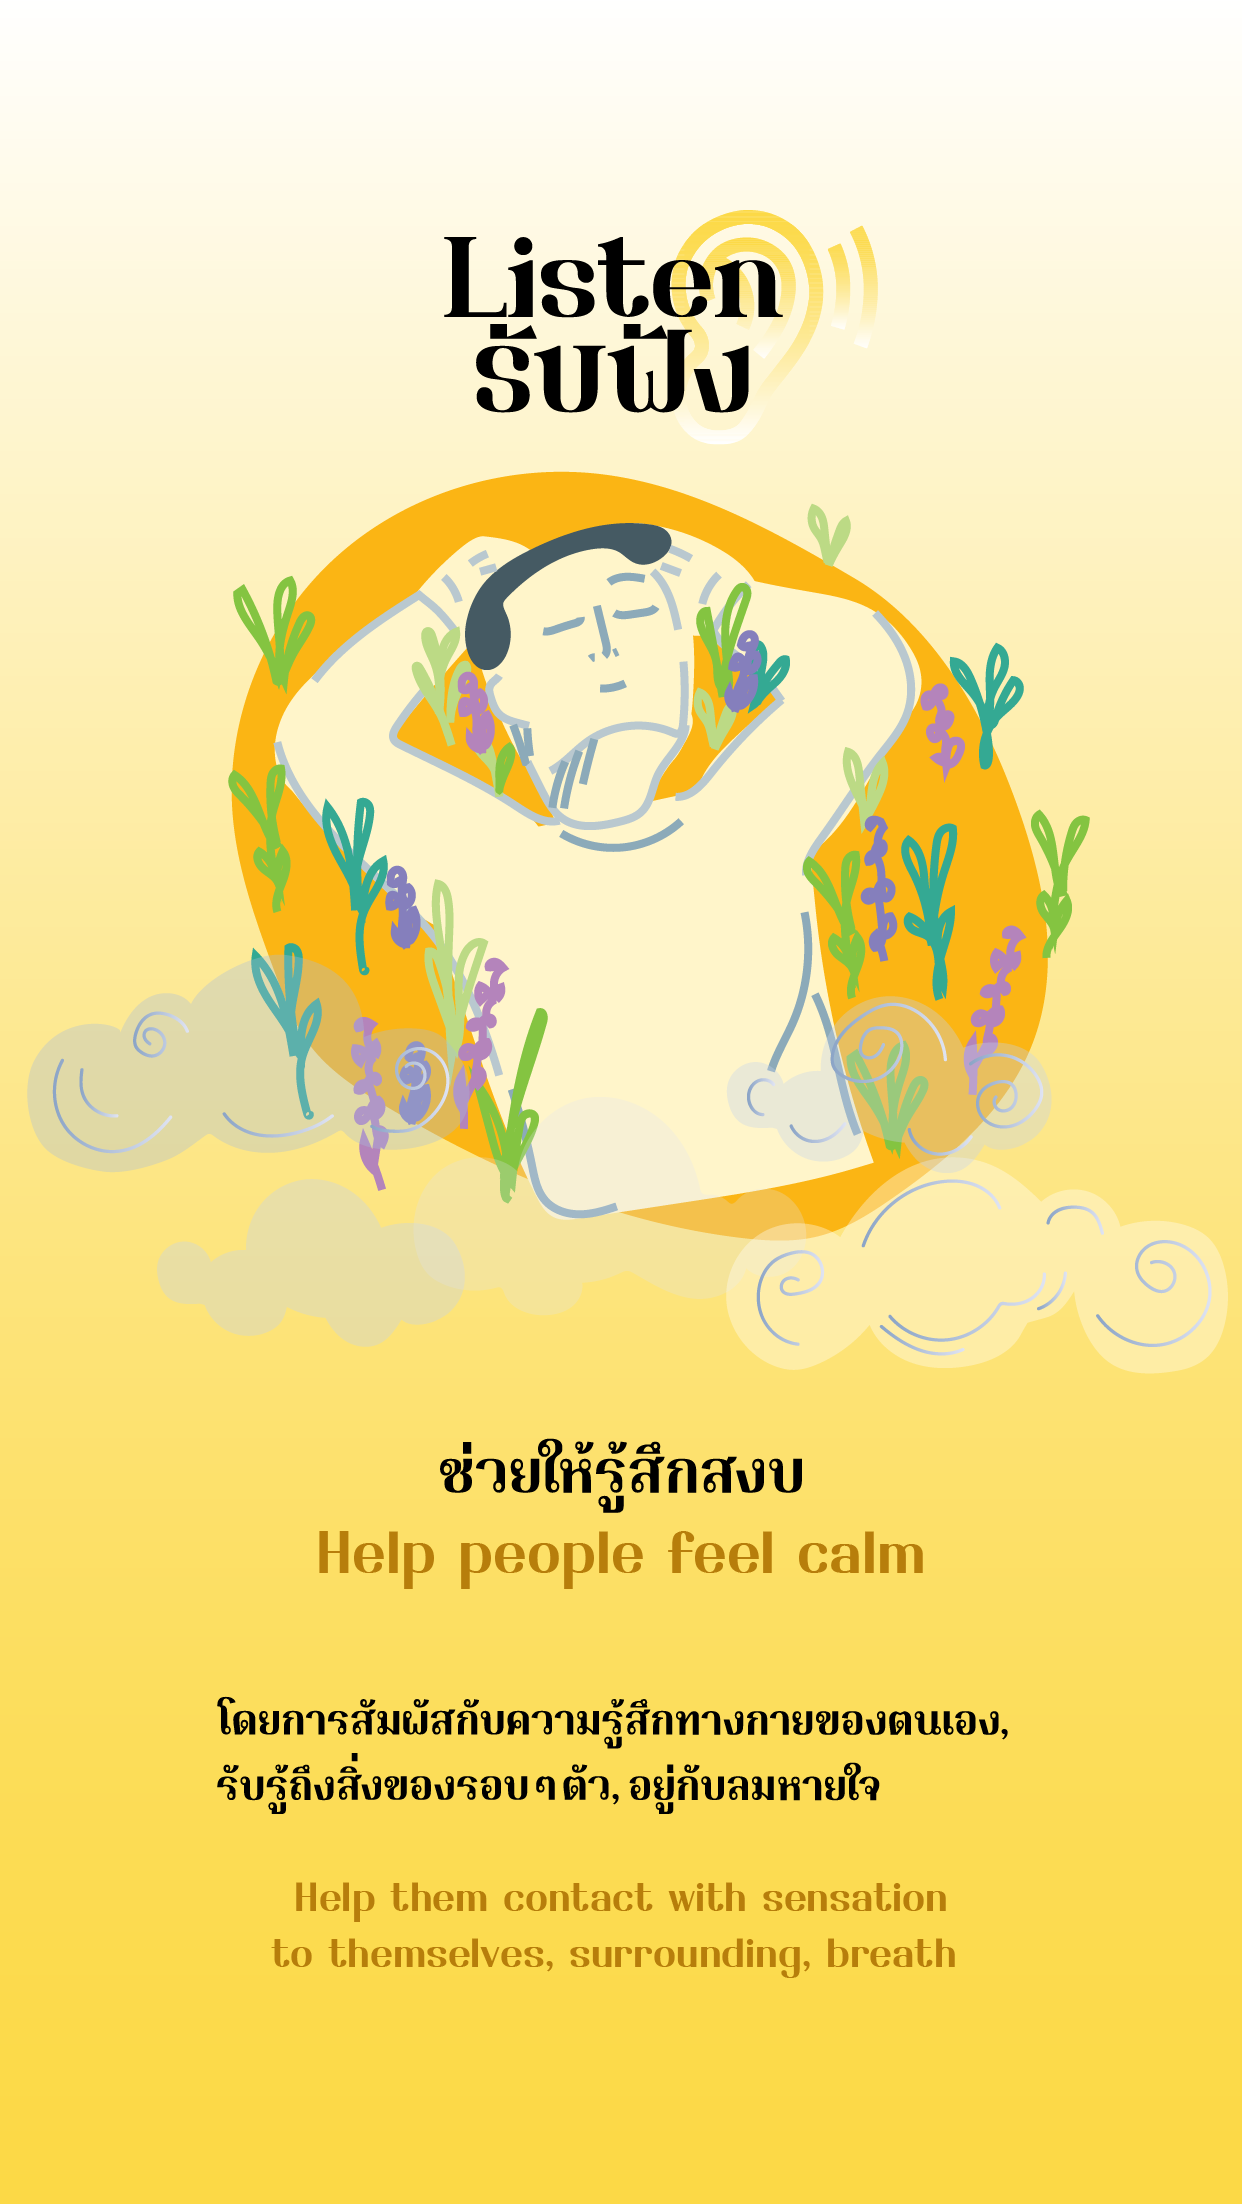 Listen
รับฟัง
ช่วยให้รู้สึกสงบ
Help people feel calm
โดยการสัมผัสกับความรู้สึกทางกายของตนเอง,
รับรู้ถึงสิ่งของรอบๆตัว, อยู่กับลมหายใจ
Help them contact with sensation
to themselves, surrounding, breath